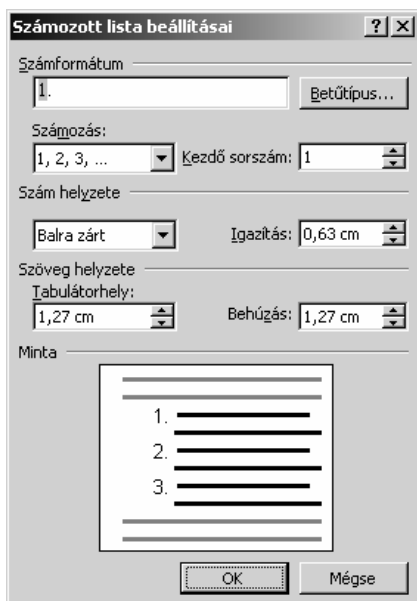 Számozott lista beállításai
Számformátum
1.
Betűtípus...
Számozás:
1, 2, 3, ...
Kezdő sorszám: 1
Szám helyzete
Balra zárt
Igazítás: 0,63 cm
Szöveg helyzete
Tabulátorhely:
1,27 cm
Behúzás: 1,27 cm
Minta
1.
2.
3.
OK
Mégse